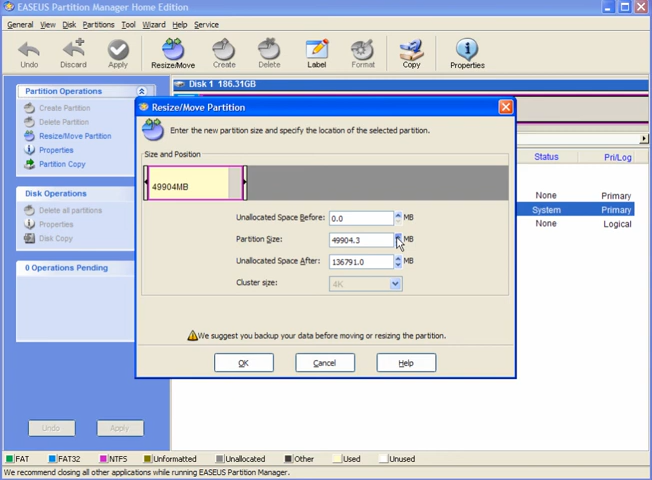 EASEUS Partition Manager Home Edition
General View Disk Partitions Tool Wizard Help Service
Undo Discard Apply Resize/Move Create Delete Label Format Copy Properties
Partition Operations
Create Partition
Delete Partition
Resize/Move Partition
Properties
Partition Copy
Disk Operations
Delete all partitions
Properties
Disk Copy
0 Operations Pending
Undo Apply
Disk 1 186.31GB
Status Pri/Log
None Primary
System Primary
None Logical
Resize/Move Partition
Enter the new partition size and specify the location of the selected partition.
Size and Position
49904MB
Unallocated Space Before: 0.0 MB
Partition Size: 49904.3 MB
Unallocated Space After: 136791.0 MB
Cluster size: 4K
We suggest you backup your data before moving or resizing the partition.
OK Cancel Help
FAT FAT32 NTFS Unformatted Unallocated Other Used Unused
We recommend closing all other applications while running EASEUS Partition Manager.